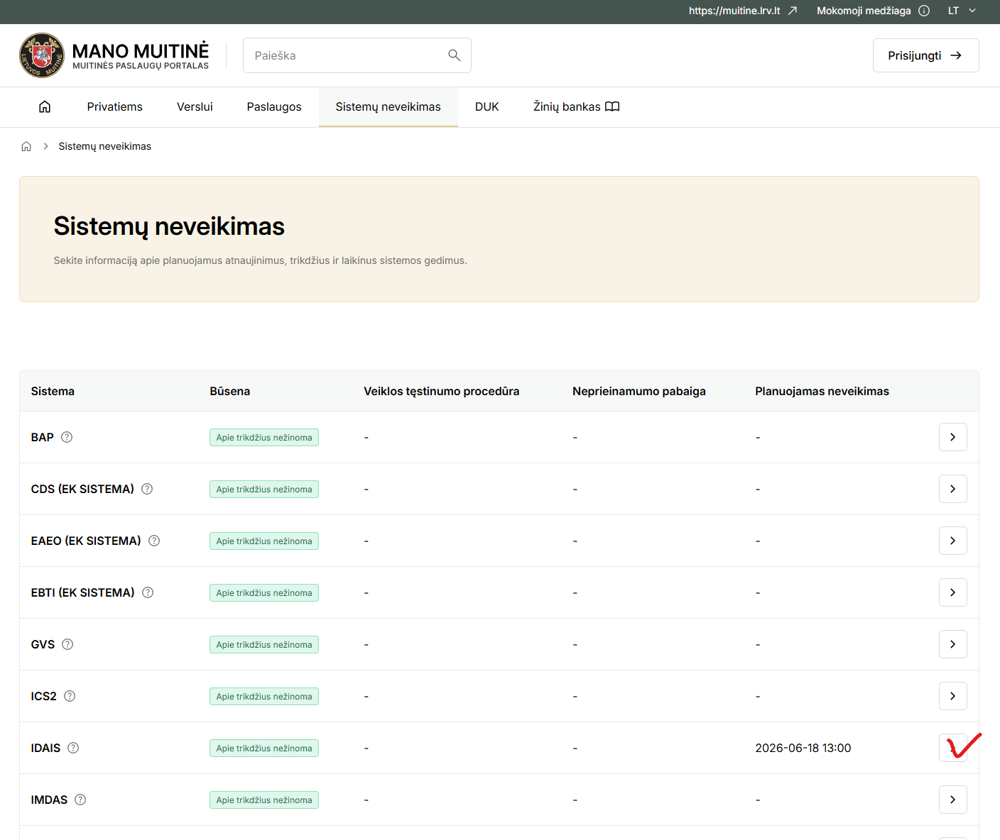 https://muitine.lrv.lt Mokomoji medžiaga LT
LIETUVOS MUITINĖ
MANO MUITINĖ
MUITINĖS PASLAUGŲ PORTALAS
Paieška
Prisijungti
Privatiems Verslui Paslaugos Sistemų neveikimas DUK Žinių bankas
Sistemų neveikimas
Sistemų neveikimas
Sekite informaciją apie planuojamus atnaujinimus, trikdžius ir laikinus sistemos gedimus.
Sistema Būsena Veiklos tęstinumo procedūra Neprieinamumo pabaiga Planuojamas neveikimas
BAP Apie trikdžius nežinoma - - -
CDS (EK SISTEMA) Apie trikdžius nežinoma - - -
EAEO (EK SISTEMA) Apie trikdžius nežinoma - - -
EBTI (EK SISTEMA) Apie trikdžius nežinoma - - -
GVS Apie trikdžius nežinoma - - -
ICS2 Apie trikdžius nežinoma - - -
IDAIS Apie trikdžius nežinoma - - 2026-06-18 13:00
IMDAS Apie trikdžius nežinoma - - -